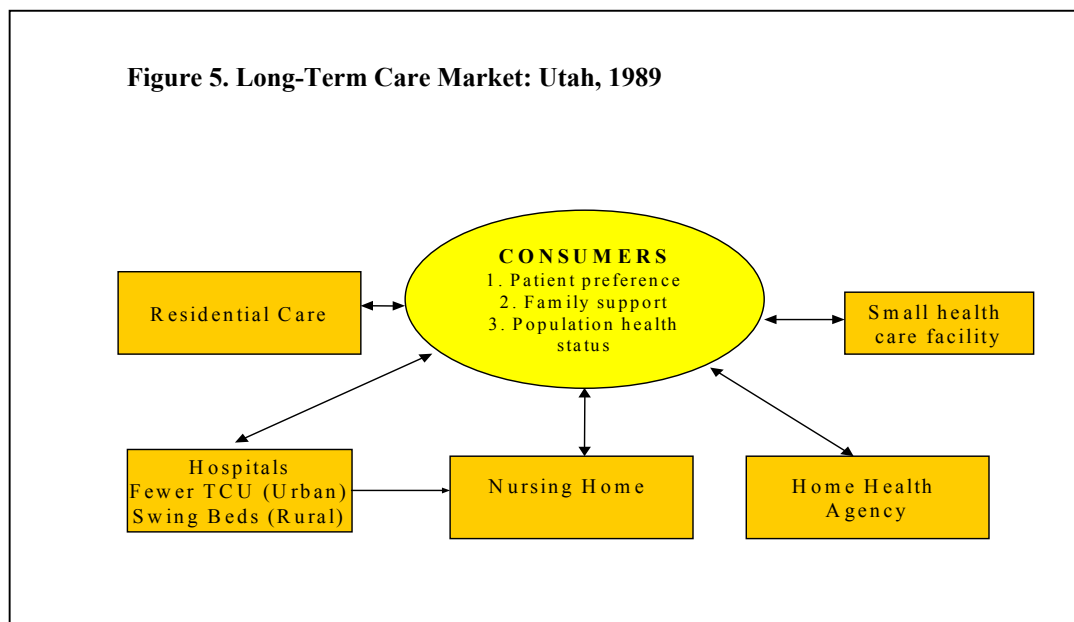 Figure 5. Long-Term Care Market: Utah, 1989
CONSUMERS
1. Patient preference
2. Family support
3. Population health
status
Residential Care
Small health
care facility
Hospitals
Fewer TCU (Urban)
Swing Beds (Rural)
Nursing Home
Home Health
Agency